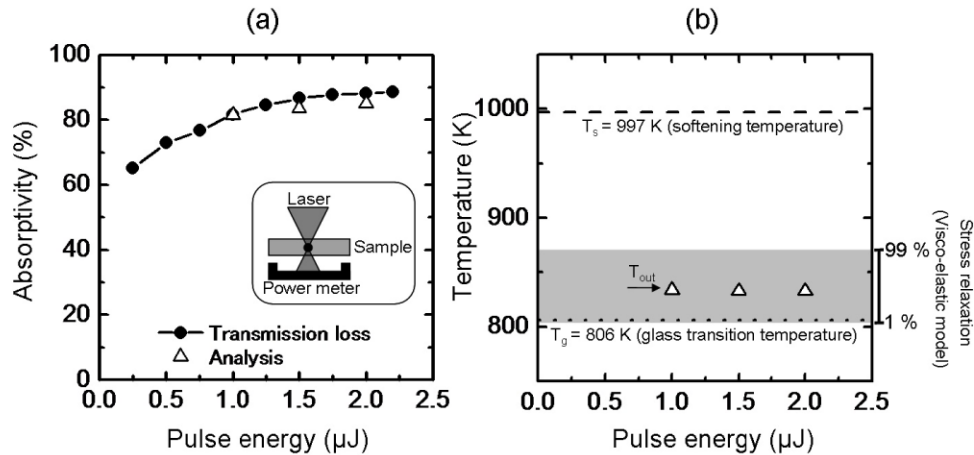 (a)
100
80
60
40
20
0
Absorptivity (%)
Laser
Sample
Power meter
Transmission loss
Analysis
0.0 0.5 1.0 1.5 2.0 2.5
Pulse energy (µJ)
(b)
1000
900
800
Temperature (K)
Tₛ = 997 K (softening temperature)
T_out
T_g = 806 K (glass transition temperature)
99 %
1 %
Stress relaxation
(Visco-elastic model)
0.0 0.5 1.0 1.5 2.0 2.5
Pulse energy (µJ)